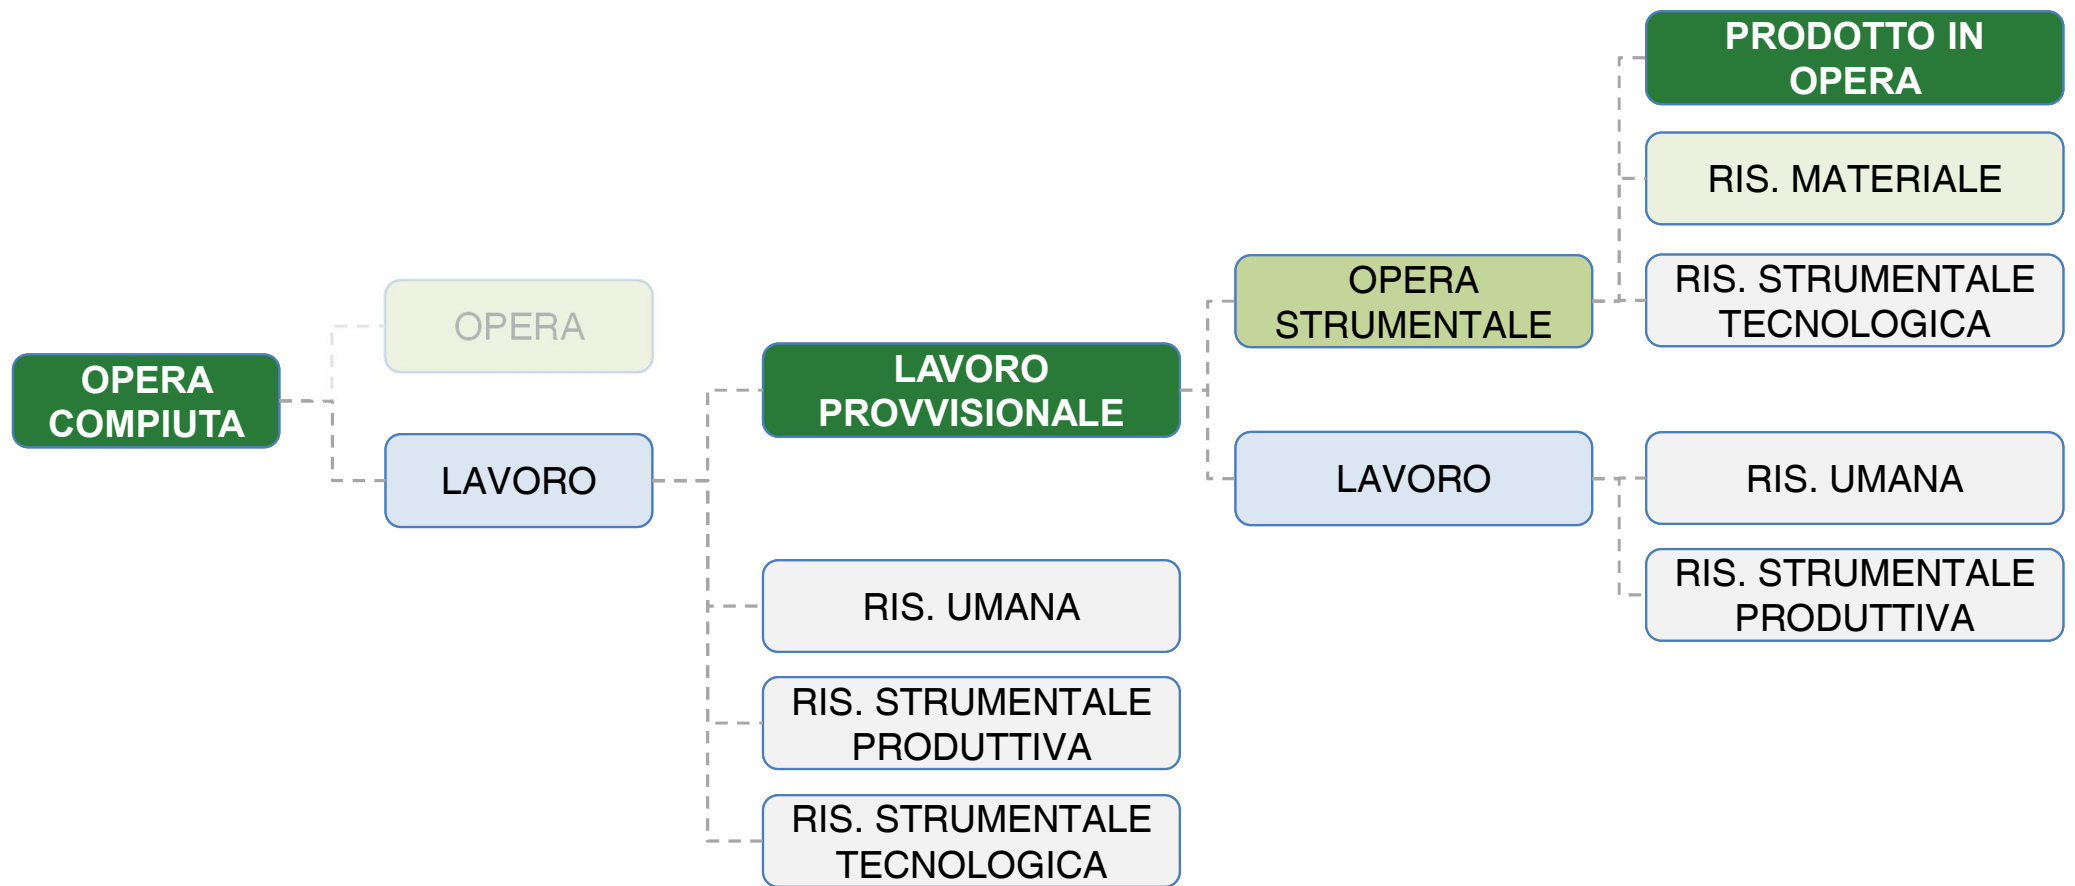 OPERA
COMPIUTA
OPERA
LAVORO
LAVORO
PROVVISIONALE
RIS. UMANA
RIS. STRUMENTALE
PRODUTTIVA
RIS. STRUMENTALE
TECNOLOGICA
OPERA
STRUMENTALE
LAVORO
PRODOTTO IN
OPERA
RIS. MATERIALE
RIS. STRUMENTALE
TECNOLOGICA
RIS. UMANA
RIS. STRUMENTALE
PRODUTTIVA